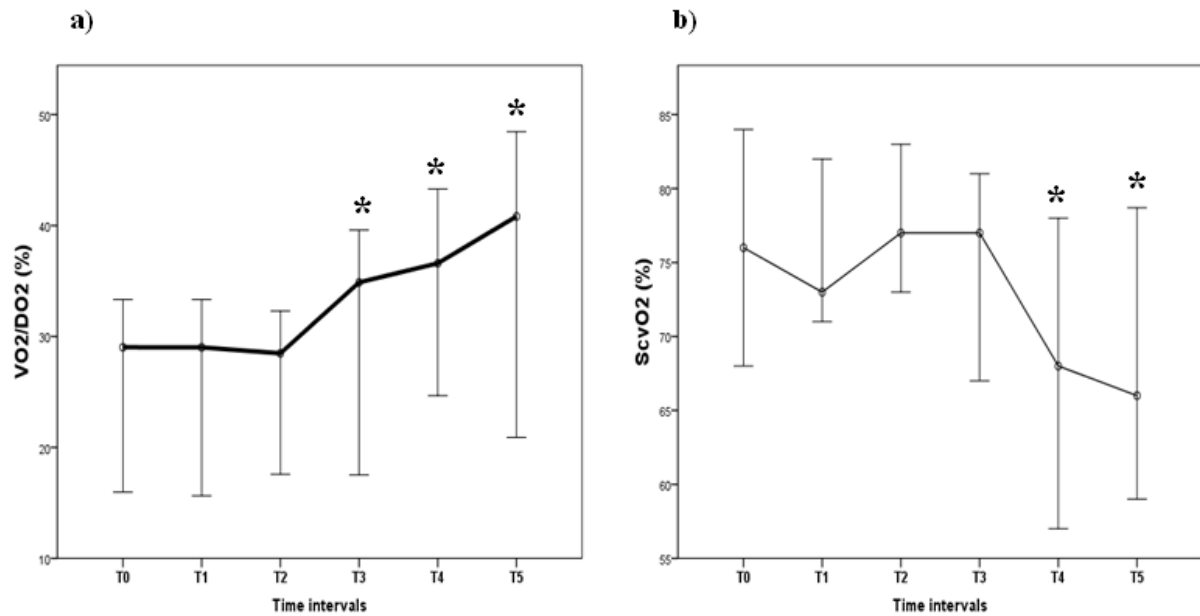 a)
VO2/DO2 (%)
50
40
30
20
10
*
*
*
T0 T1 T2 T3 T4 T5
Time intervals
b)
ScvO2 (%)
85
80
75
70
65
60
55
*
*
T0 T1 T2 T3 T4 T5
Time intervals